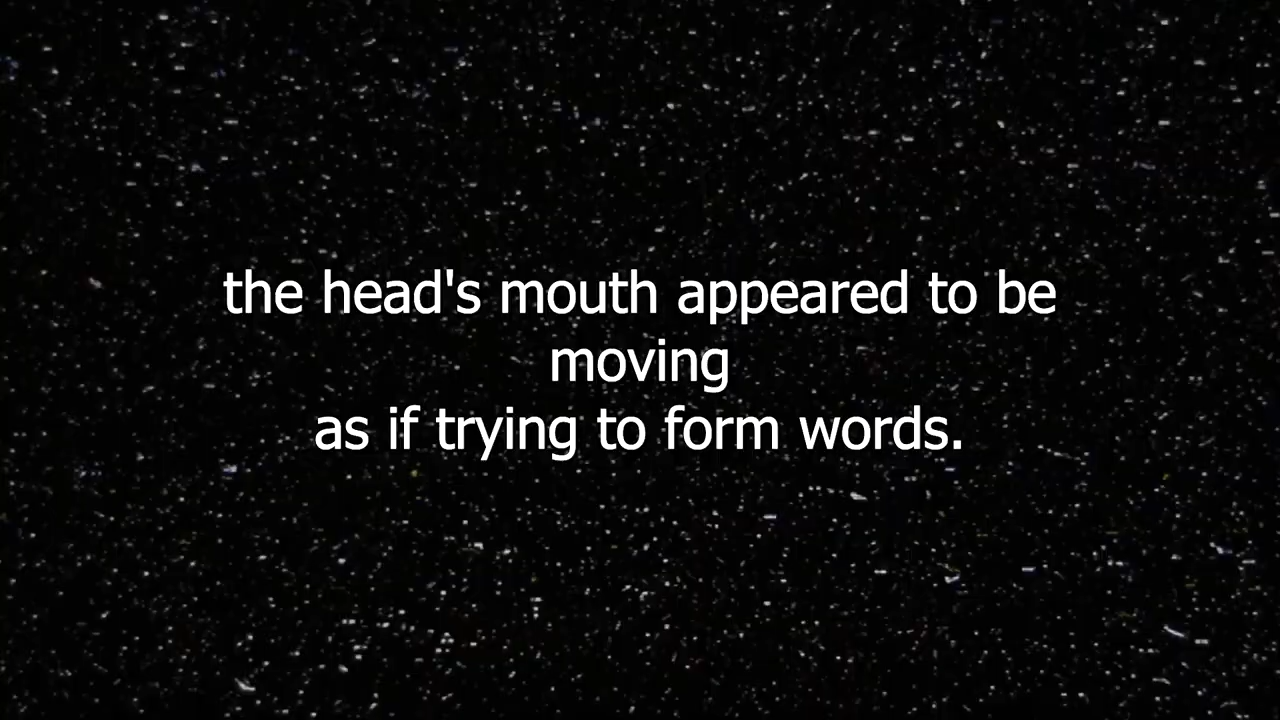 the head's mouth appeared to be
moving
as if trying to form words.